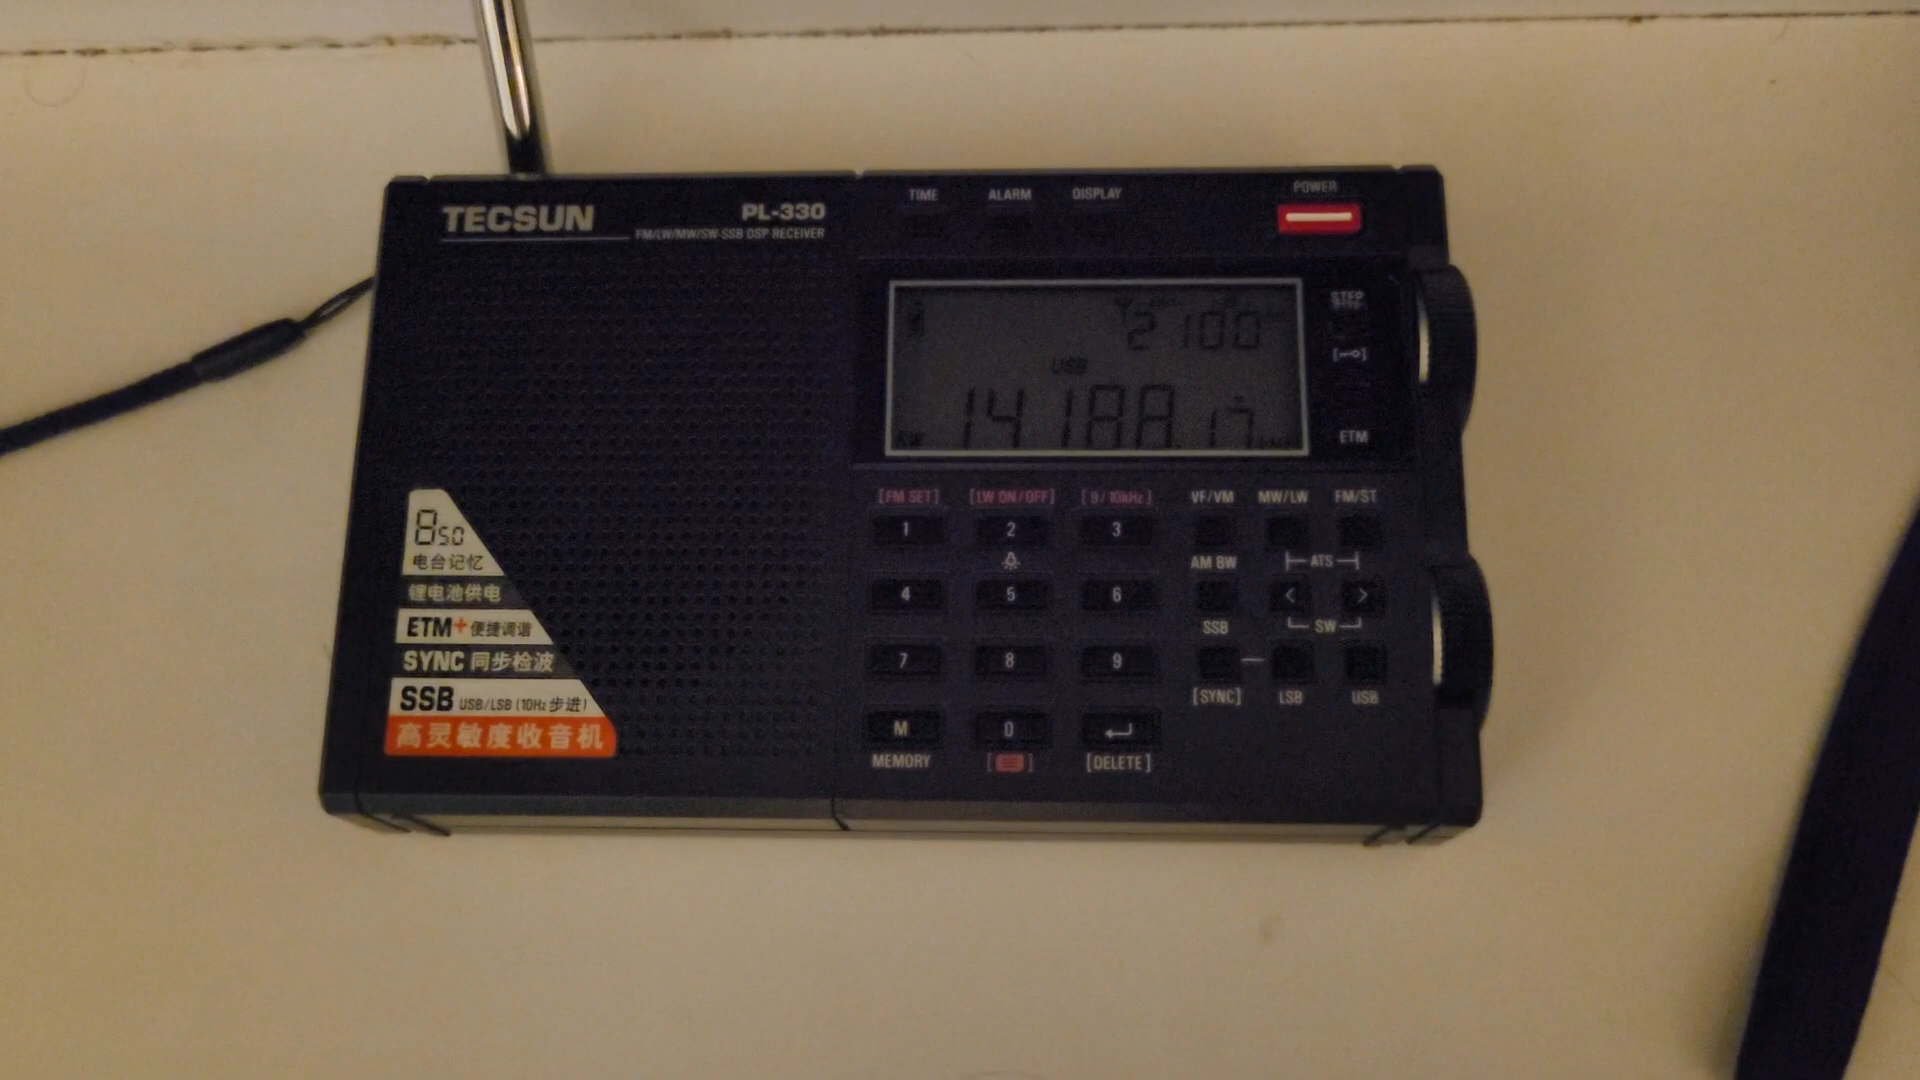 TECSUN
PL-330
FM/LW/MW/SW-SSB DSP RECEIVER
TIME ALARM DISPLAY
POWER
2100
USB
14188.17
STEP
ETM
850
电台记忆
锂电池供电
ETM+ 便捷调谐
SYNC 同步检波
SSB USB/LSB (10Hz 步进)
高灵敏度收音机
[FM SET] [LW ON/OFF] [9/10kHz] VF/VM MW/LW FM/ST
1 2 3
AM BW ATS
4 5 6 < >
SSB SW
7 8 9
[SYNC] LSB USB
M 0
MEMORY [DELETE]